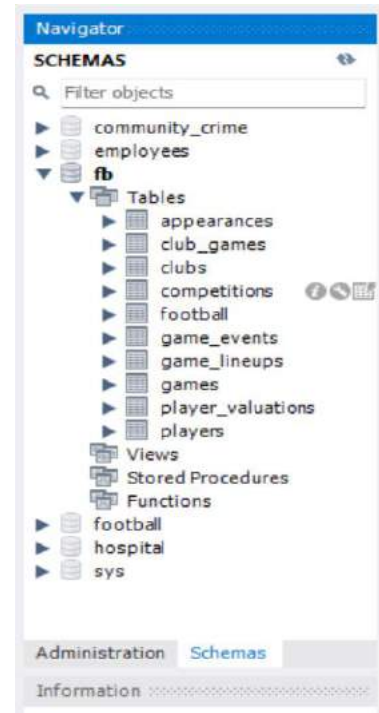 Navigator
SCHEMAS
Filter objects
community_crime
employees
fb
Tables
appearances
club_games
clubs
competitions
football
game_events
game_lineups
games
player_valuations
players
Views
Stored Procedures
Functions
football
hospital
sys
Administration Schemas
Information